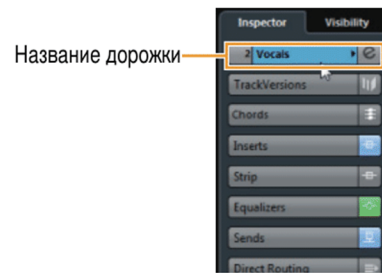 Inspector Visibility
Название дорожки
2 Vocals
TrackVersions
Chords
Inserts
Strip
Equalizers
Sends
Direct Routing